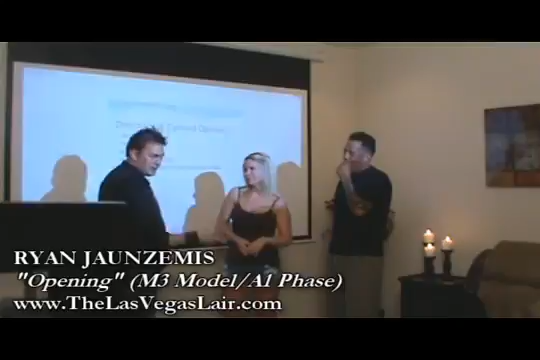 RYAN JAUNZEMIS
"Opening" (M3 Model/A1 Phase)
www.TheLasVegasLair.com